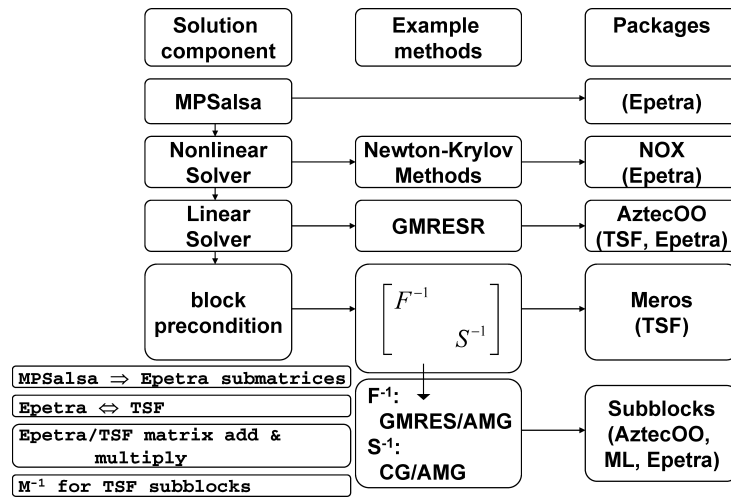 Solution
component
Example
methods
Packages
MPSalsa
(Epetra)
Nonlinear
Solver
Newton-Krylov
Methods
NOX
(Epetra)
Linear
Solver
GMRESR
AztecOO
(TSF, Epetra)
block
precondition
F⁻¹
S⁻¹
Meros
(TSF)
MPSalsa ⇒ Epetra submatrices
Epetra ⇔ TSF
Epetra/TSF matrix add &
multiply
M⁻¹ for TSF subblocks
F⁻¹:
GMRES/AMG
S⁻¹:
CG/AMG
Subblocks
(AztecOO,
ML, Epetra)